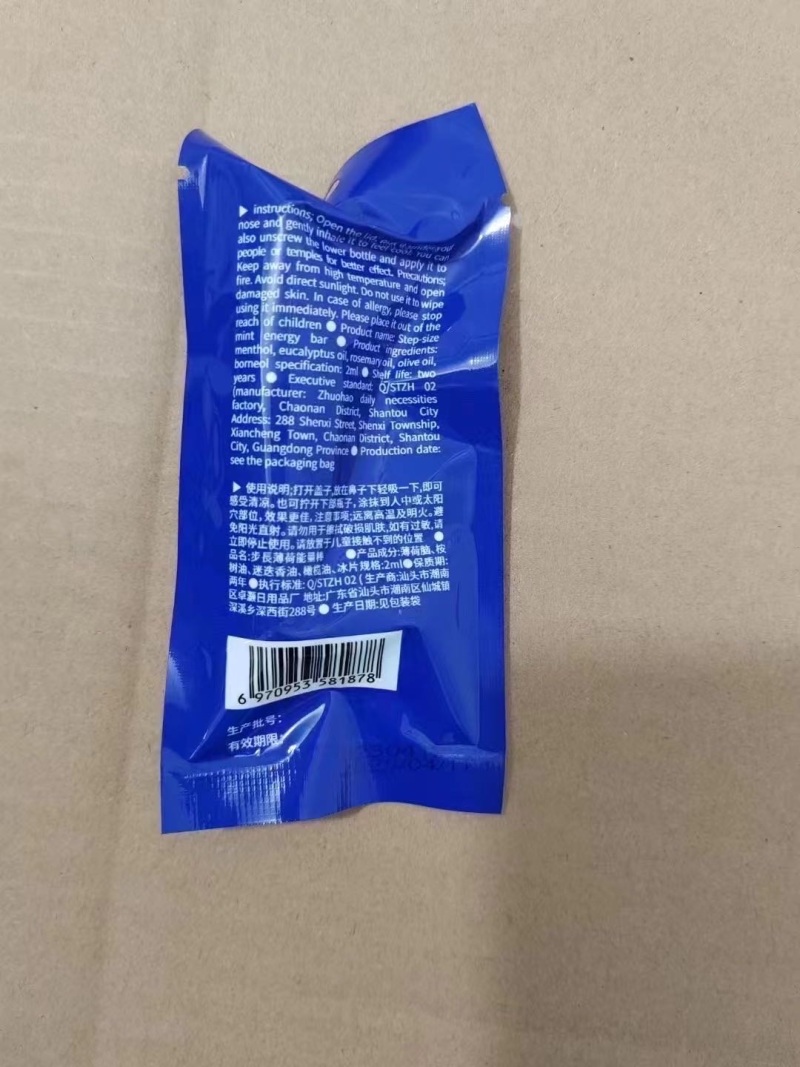 ▶ instructions; Open the lid, put it under you
nose and gently inhale it to feel cool. You can
also unscrew the lower bottle and apply it to
people or temples for better effect. Precautions;
Keep away from high temperature and open
fire. Avoid direct sunlight. Do not use it to wipe
damaged skin. In case of allergy, please stop
using it immediately. Please place it out of the
reach of children ● Product name: Step-size
mint energy bar ● Product ingredients:
menthol, eucalyptus oil, rosemary oil, olive oil,
borneol specification: 2ml ● Shelf life: two
years ● Executive standard: Q/STZH 02
(manufacturer: Zhuohao daily necessities
factory, Chaonan District, Shantou City
Address: 288 Shenxi Street, Shenxi Township,
Xiancheng Town, Chaonan District, Shantou
City, Guangdong Province ● Production date:
see the packaging bag
▶ 使用说明;打开盖子,放在鼻子下轻吸一下,即可
感受清凉。也可拧开下部瓶子，涂抹到人中或太阳
穴部位，效果更佳，注意事项;远离高温及明火。避
免阳光直射。请勿用于擦拭破损肌肤,如有过敏,请
立即停止使用。请放置于儿童接触不到的位置 ●
品名:步長薄荷能量棒 ●产品成分:薄荷脑、桉
树油、迷迭香油、橄榄油、冰片规格:2ml●保质期:
两年●执行标准: Q/STZH 02 ( 生产商:汕头市潮南
区卓灏日用品厂 地址:广东省汕头市潮南区仙城镇
深溪乡深西街288号● 生产日期:见包装袋
6 970953 581878
生产批号：
有效期限：